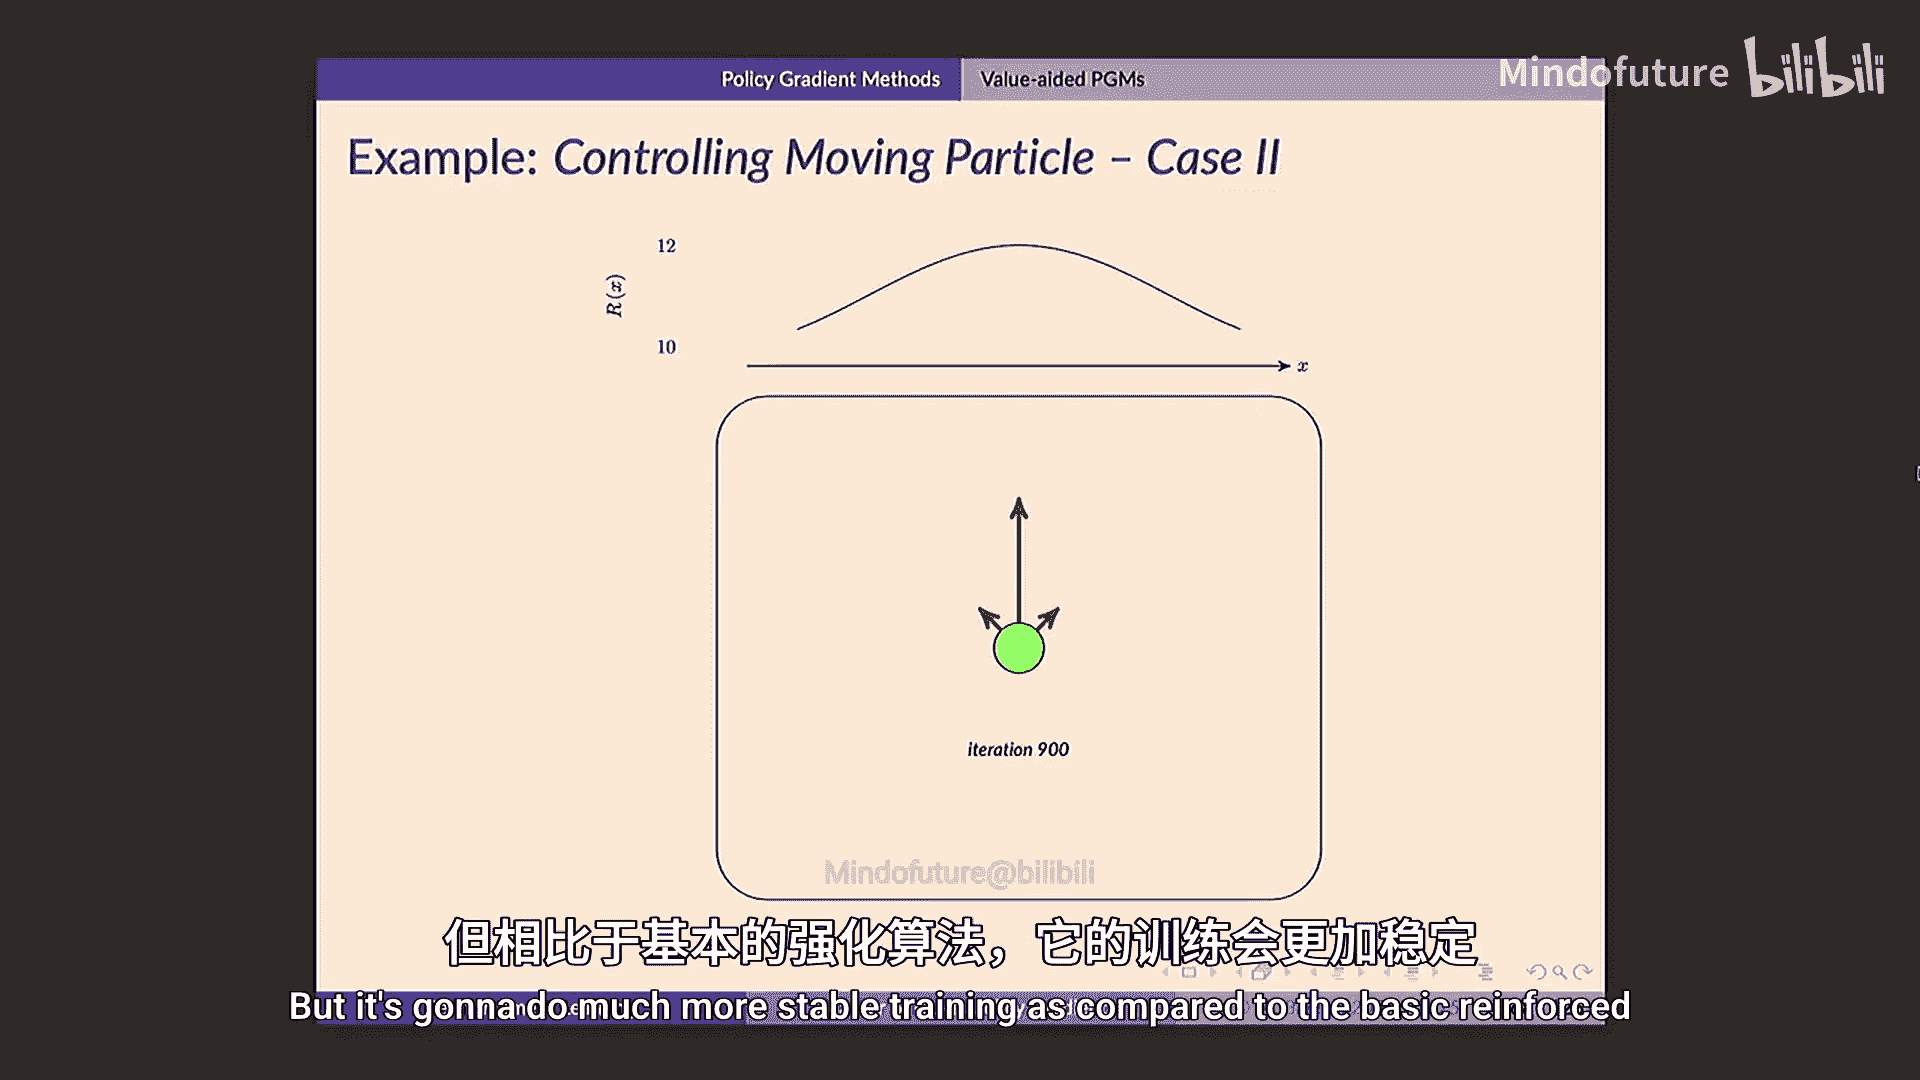 Policy Gradient Methods
Value-aided PGMs
Mindofuture bilibili
Example: Controlling Moving Particle – Case II
12
R(x)
10
x
iteration 900
Mindofuture@bilibili
但相比于基本的强化算法，它的训练会更加稳定
But it's gonna do much more stable training as compared to the basic reinforced